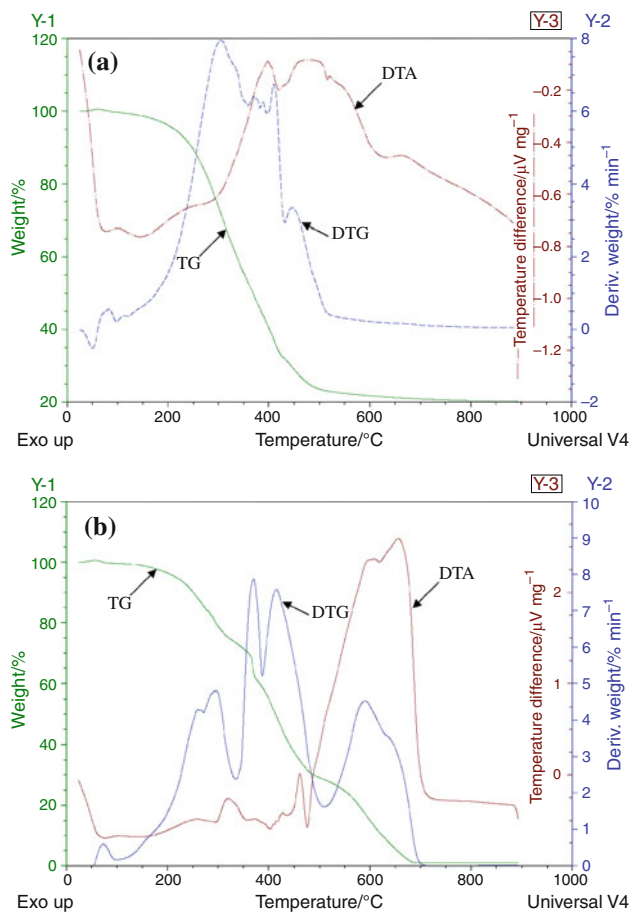 Y-1
Y-3 Y-2
120 8
(a)
DTA
–0.2
100 6
–0.4
80 4
–0.6
DTG
–0.8
TG
60 2
–1.0
40 0
–1.2
20 –2
0 200 400 600 800 1000
Weight/%
Temperature difference/μV mg⁻¹
Deriv. weight/% min⁻¹
Exo up Temperature/°C Universal V4
Y-1
Y-3 Y-2
120 10
(b)
9
100
DTA
TG
DTG
8
2
80 7
6
60 5
1
4
40 3
0
20 2
1
0 0
0 200 400 600 800 1000
Weight/%
Temperature difference/μV mg⁻¹
Deriv. weight/% min⁻¹
Exo up Temperature/°C Universal V4